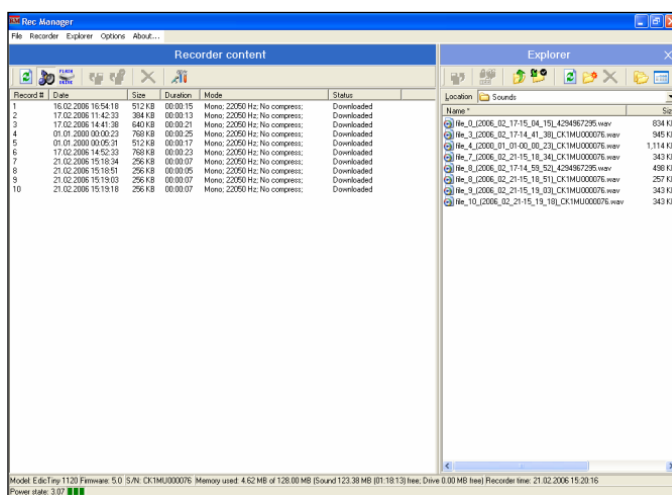 Rec Manager
File Recorder Explorer Options About...
Recorder content
Explorer
Record # Date Size Duration Mode Status
1 16.02.2006 16:54:18 512 KB 00:00:15 Mono; 22050 Hz; No compress; Downloaded
2 17.02.2006 11:42:33 384 KB 00:00:13 Mono; 22050 Hz; No compress; Downloaded
3 17.02.2006 14:41:38 640 KB 00:00:21 Mono; 22050 Hz; No compress; Downloaded
4 01.01.2000 00:00:23 768 KB 00:00:25 Mono; 22050 Hz; No compress; Downloaded
5 01.01.2000 00:05:31 512 KB 00:00:17 Mono; 22050 Hz; No compress; Downloaded
6 17.02.2006 14:52:33 768 KB 00:00:23 Mono; 22050 Hz; No compress; Downloaded
7 21.02.2006 15:18:34 256 KB 00:00:07 Mono; 22050 Hz; No compress; Downloaded
8 21.02.2006 15:18:51 256 KB 00:00:05 Mono; 22050 Hz; No compress; Downloaded
9 21.02.2006 15:19:03 256 KB 00:00:07 Mono; 22050 Hz; No compress; Downloaded
10 21.02.2006 15:19:18 256 KB 00:00:07 Mono; 22050 Hz; No compress; Downloaded
Location Sounds
Name Siz
file_0_(2006_02_17-15_04_15)_4294967295.wav 834 K
file_3_(2006_02_17-14_41_38)_CK1MU000076.wav 945 K
file_4_(2000_01_01-00_00_23)_CK1MU000076.wav 1,114 K
file_7_(2006_02_21-15_18_34)_CK1MU000076.wav 343 K
file_8_(2006_02_17-14_59_52)_4294967295.wav 498 K
file_8_(2006_02_21-15_18_51)_CK1MU000076.wav 257 K
file_9_(2006_02_21-15_19_03)_CK1MU000076.wav 343 K
file_10_(2006_02_21-15_19_18)_CK1MU000076.wav 343 K
Model: EdicTiny 1120 Firmware: 5.0 S/N: CK1MU000076 Memory used: 4.62 MB of 128.00 MB (Sound 123.38 MB (01:18:13) free; Drive 0.00 MB free) Recorder time: 21.02.2006 15:20:16
Power state: 3.07